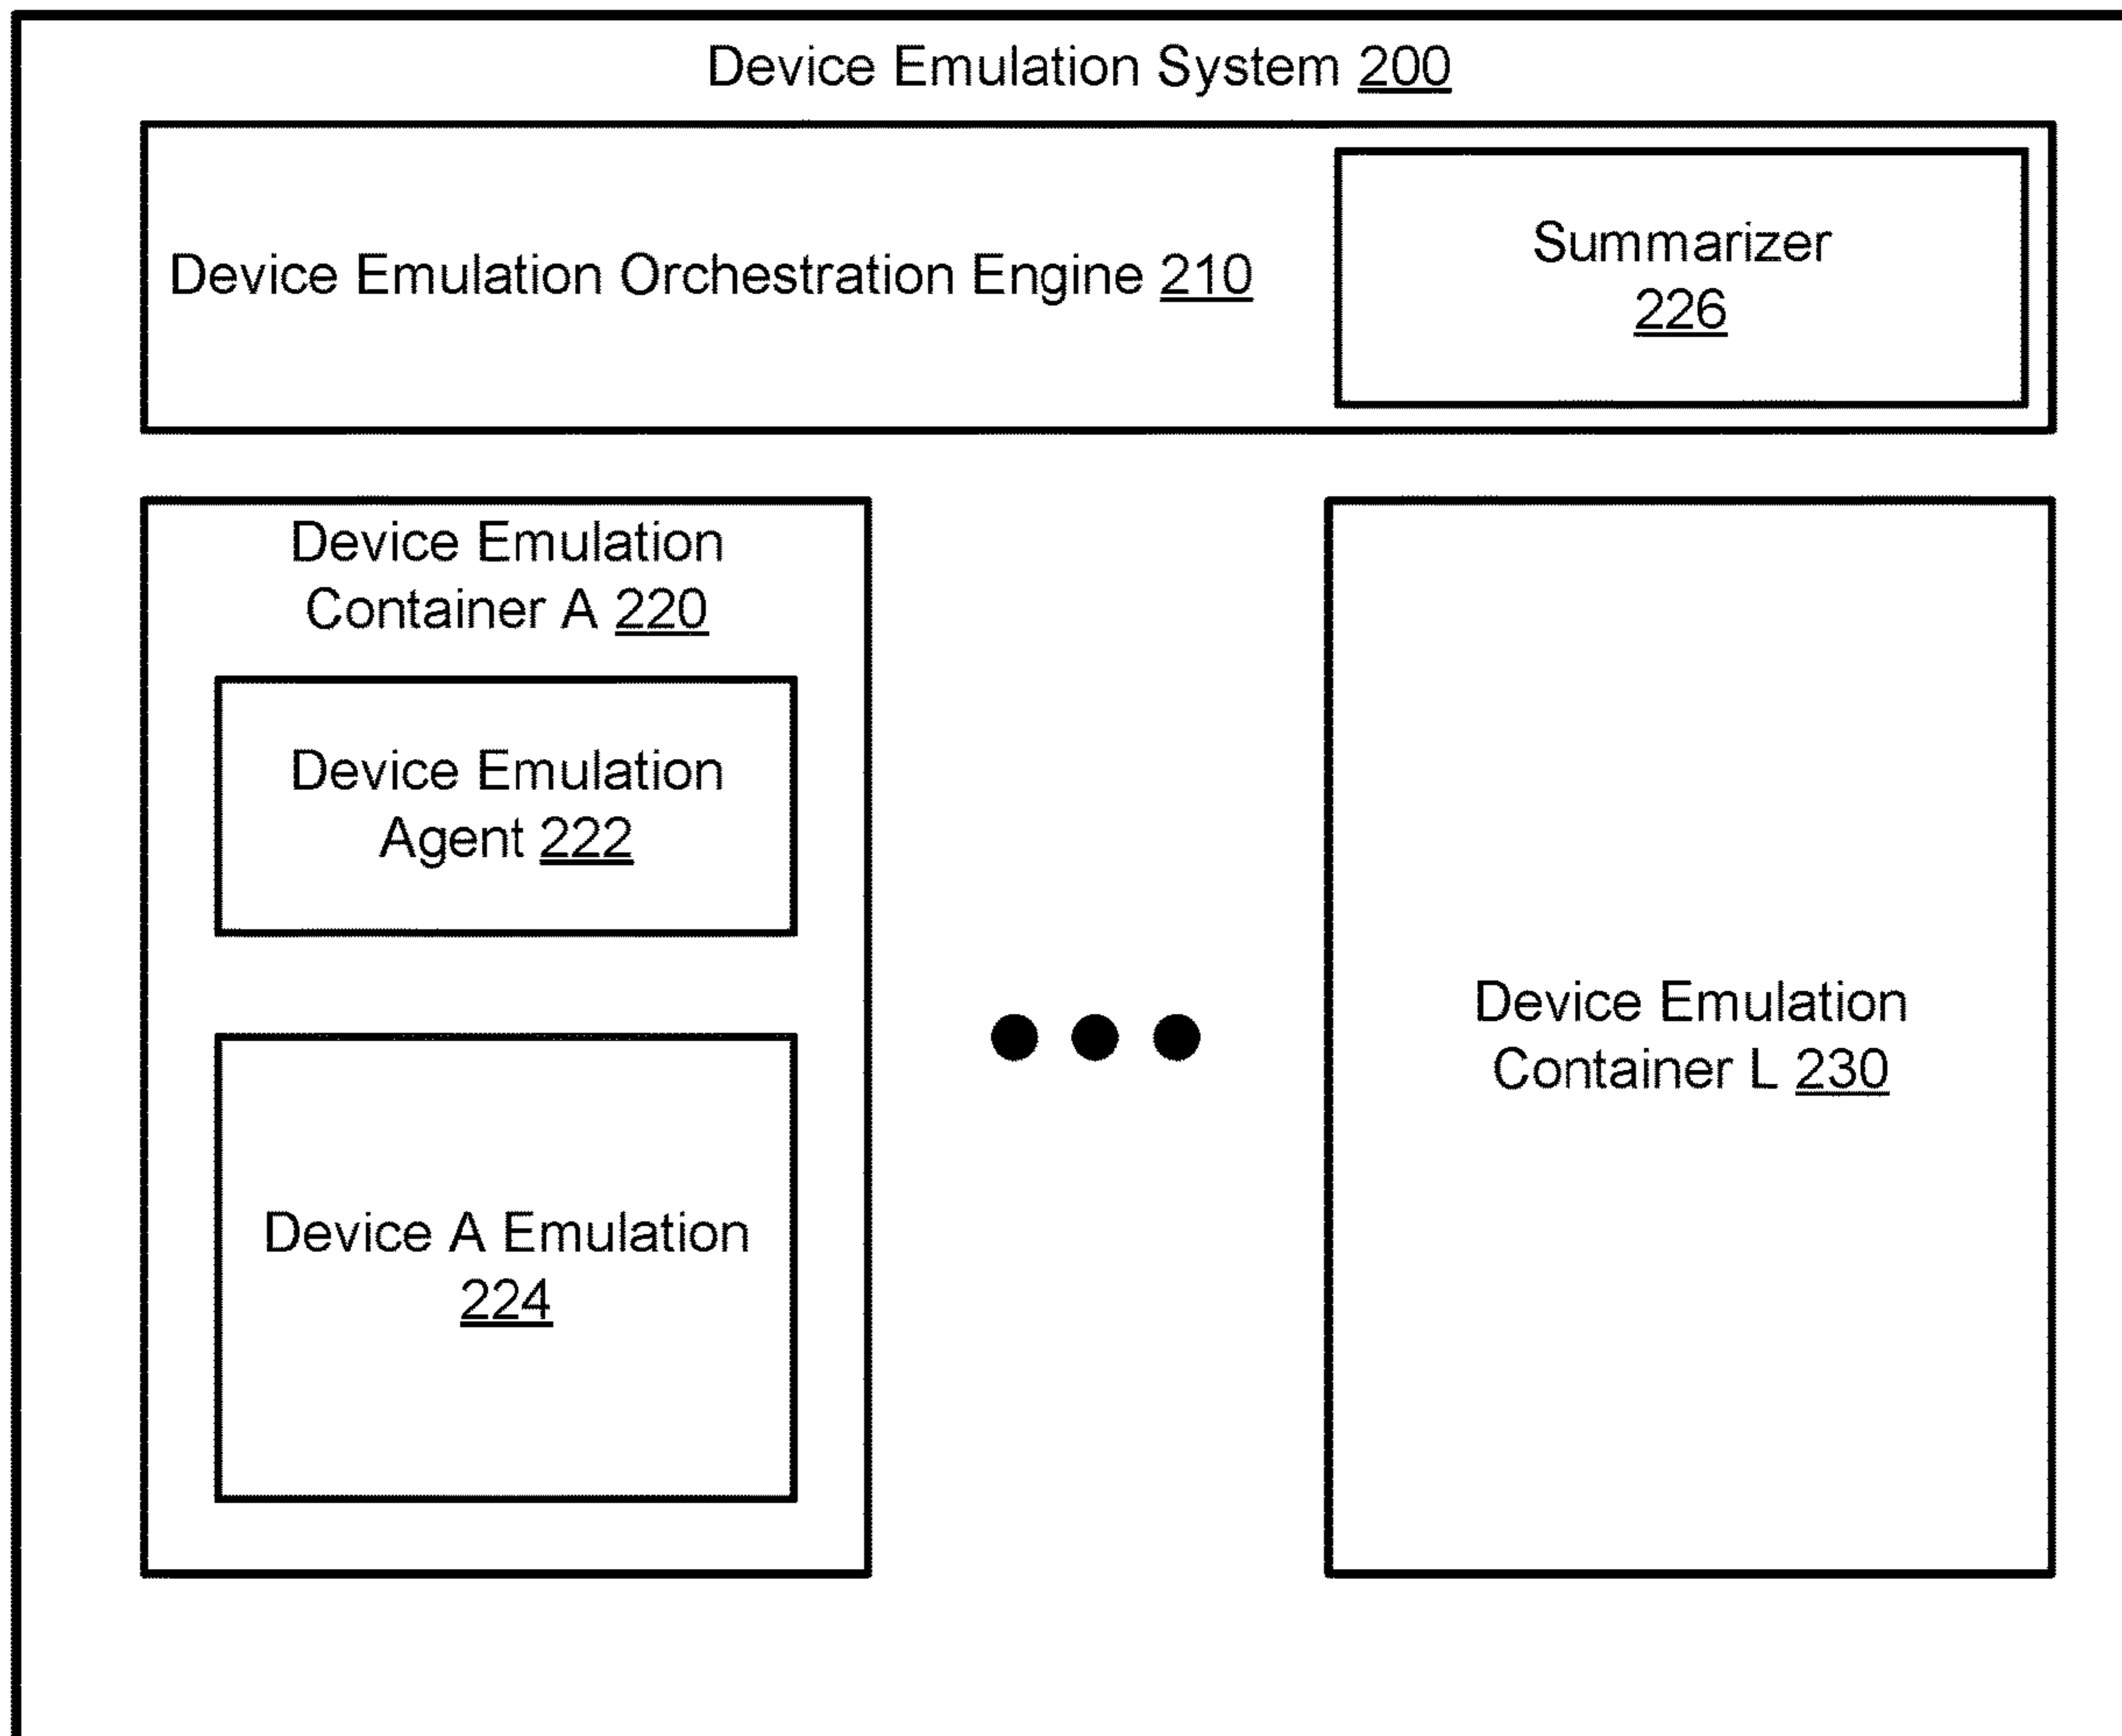 Device Emulation System 200
Device Emulation Orchestration Engine 210
Summarizer
226
Device Emulation
Container A 220
Device Emulation
Agent 222
Device A Emulation
224
Device Emulation
Container L 230